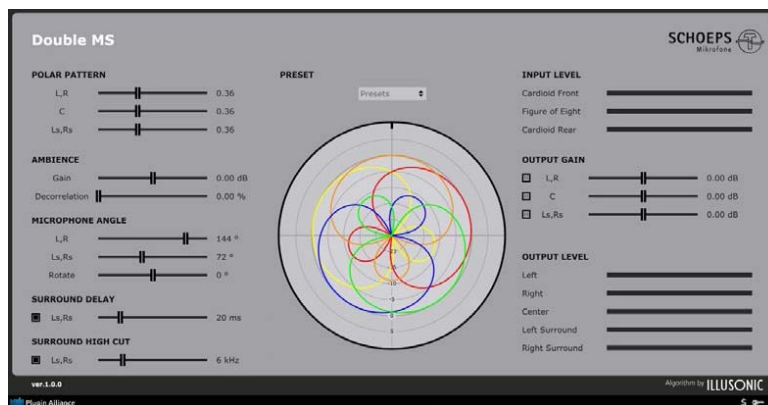 Double MS
SCHOEPS
Mikrofone
POLAR PATTERN
L,R 0.36
C 0.36
Ls,Rs 0.36
AMBIENCE
Gain 0.00 dB
Decorrelation 0.00 %
MICROPHONE ANGLE
L,R 144 °
Ls,Rs 72 °
Rotate 0 °
SURROUND DELAY
Ls,Rs 20 ms
SURROUND HIGH CUT
Ls,Rs 6 kHz
PRESET
Presets
INPUT LEVEL
Cardioid Front
Figure of Eight
Cardioid Rear
OUTPUT GAIN
L,R 0.00 dB
C 0.00 dB
Ls,Rs 0.00 dB
OUTPUT LEVEL
Left
Right
Center
Left Surround
Right Surround
ver.1.0.0
Algorithm by ILLUSONIC
Plugin Alliance
S